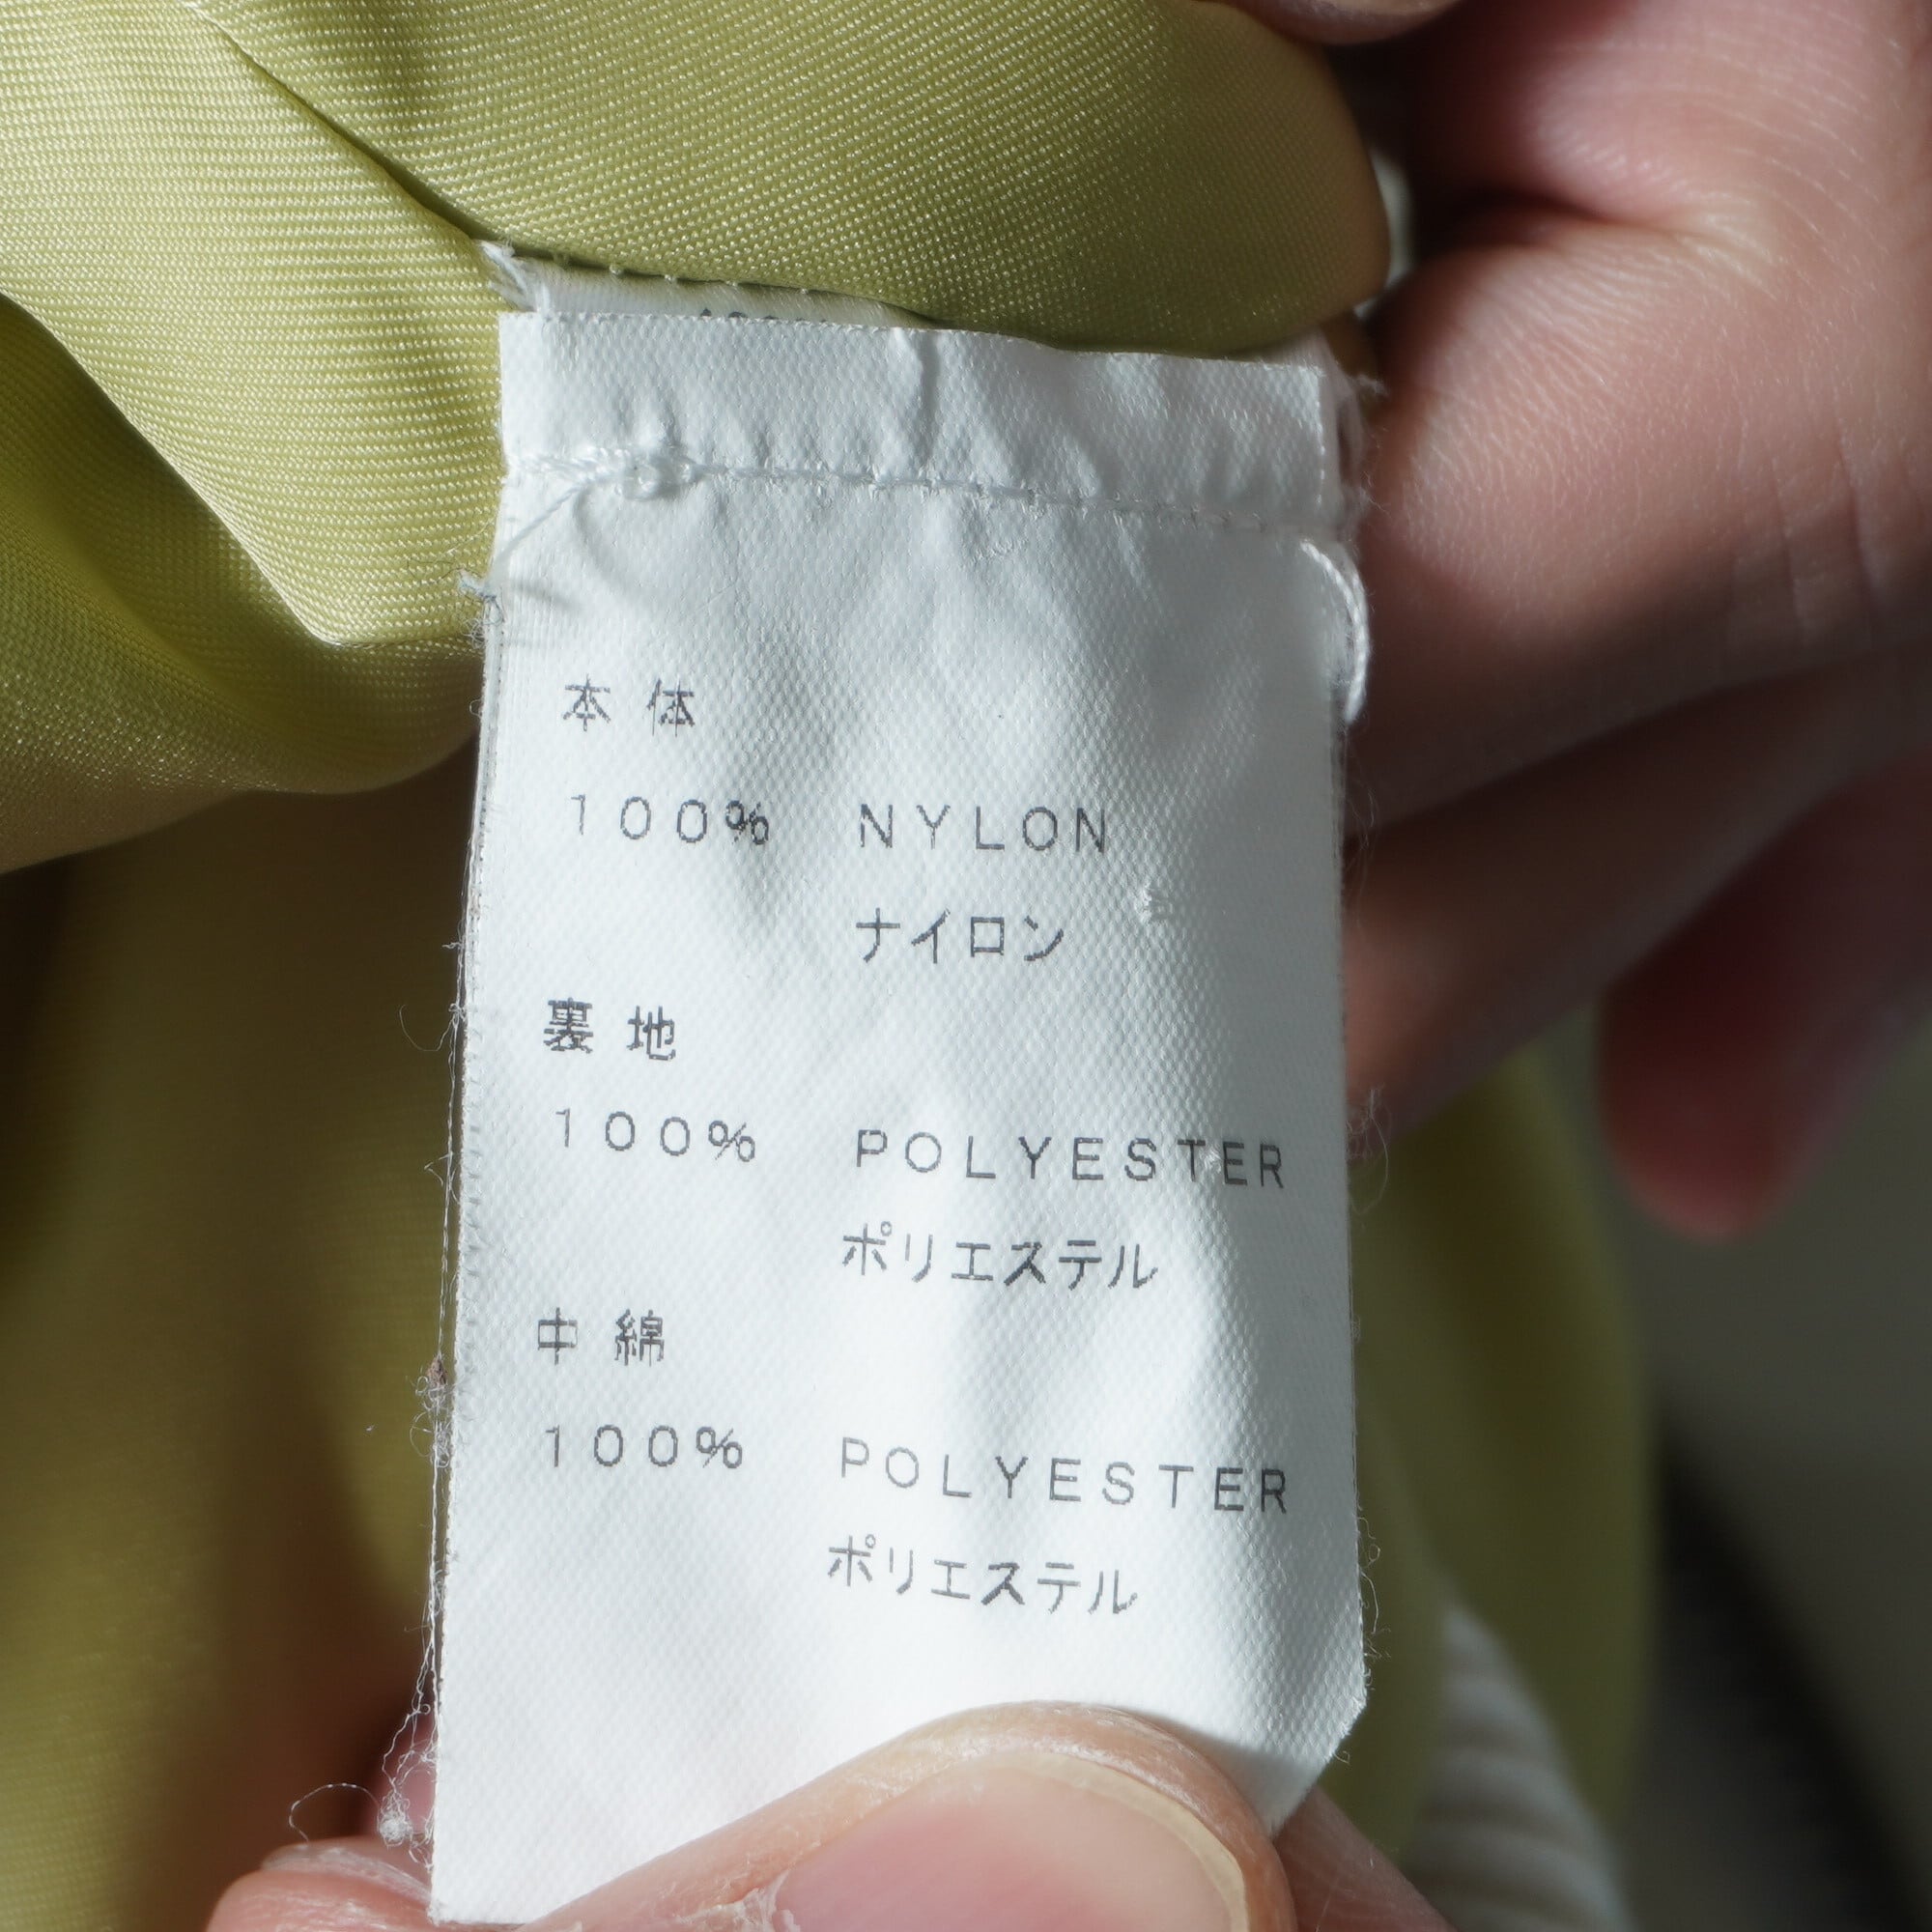 本体
100% NYLON
ナイロン
裏地
100% POLYESTER
ポリエステル
中綿
100% POLYESTER
ポリエステル